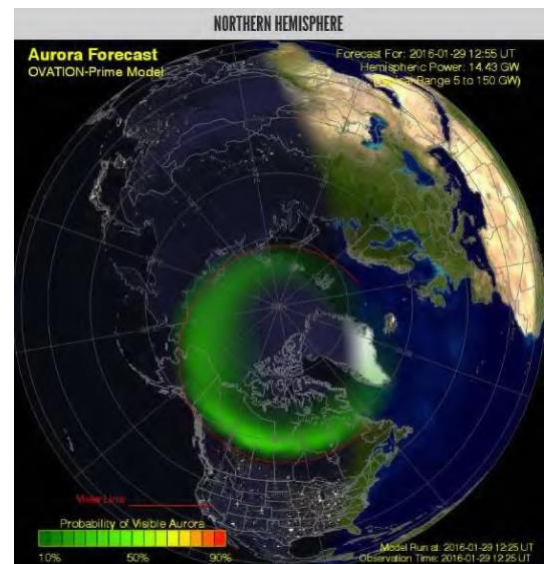 NORTHERN HEMISPHERE
Aurora Forecast
OVATION-Prime Model
Forecast For: 2016-01-29 12:55 UT
Hemispheric Power: 14.43 GW
Range 5 to 150 GW)
View Line
Probability of Visible Aurora
10% 50% 90%
Model Run at: 2016-01-29 12:25 UT
Observation Time: 2016-01-29 12:25 UT